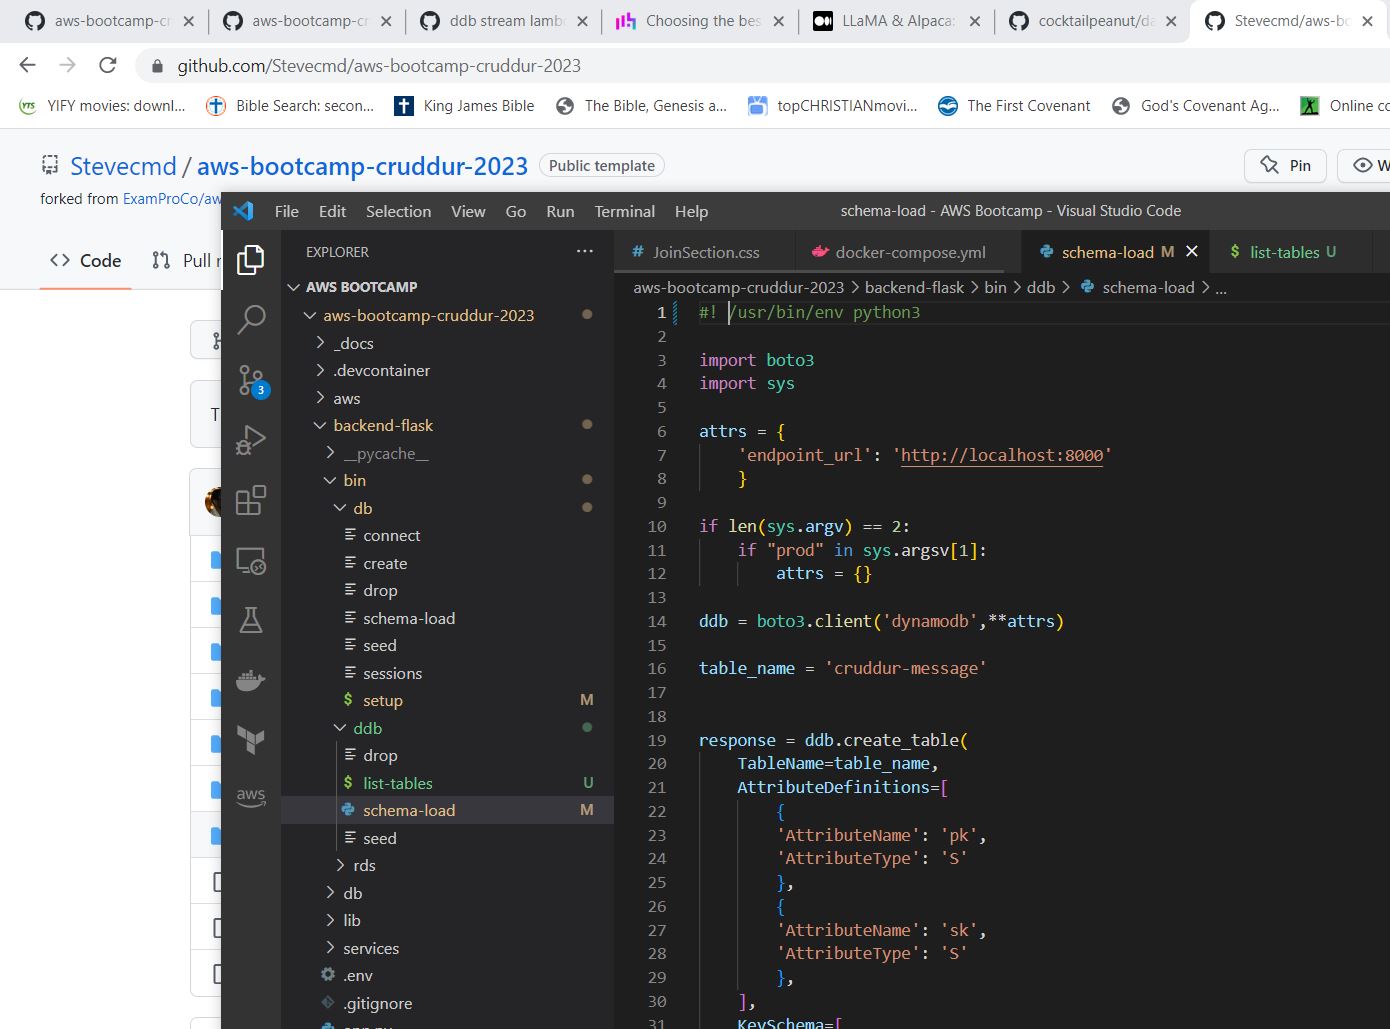 aws-bootcamp-cr
aws-bootcamp-cr
ddb stream lamb
Choosing the bes
LLaMA & Alpaca:
cocktailpeanut/da
Stevecmd/aws-bo
github.com/Stevecmd/aws-bootcamp-cruddur-2023
YTS YIFY movies: downl...
Bible Search: secon...
King James Bible
The Bible, Genesis a...
topCHRISTIANmovi...
The First Covenant
God's Covenant Ag...
Online co
Stevecmd / aws-bootcamp-cruddur-2023 Public template
Pin
W
forked from ExamProCo/aw
Code
Pull r
T
File Edit Selection View Go Run Terminal Help
schema-load - AWS Bootcamp - Visual Studio Code
3
aws
EXPLORER ...
AWS BOOTCAMP
aws-bootcamp-cruddur-2023
_docs
.devcontainer
aws
backend-flask
__pycache__
bin
db
connect
create
drop
schema-load
seed
sessions
$ setup M
ddb
drop
$ list-tables U
schema-load M
seed
rds
db
lib
services
.env
.gitignore
# JoinSection.css
docker-compose.yml
schema-load M
$ list-tables U
aws-bootcamp-cruddur-2023 > backend-flask > bin > ddb > schema-load > ...
1 #! /usr/bin/env python3
2
3 import boto3
4 import sys
5
6 attrs = {
7 'endpoint_url': 'http://localhost:8000'
8 }
9
10 if len(sys.argv) == 2:
11 if "prod" in sys.argsv[1]:
12 attrs = {}
13
14 ddb = boto3.client('dynamodb',**attrs)
15
16 table_name = 'cruddur-message'
17
18
19 response = ddb.create_table(
20 TableName=table_name,
21 AttributeDefinitions=[
22 {
23 'AttributeName': 'pk',
24 'AttributeType': 'S'
25 },
26 {
27 'AttributeName': 'sk',
28 'AttributeType': 'S'
29 },
30 ],
31 KeySchema=[